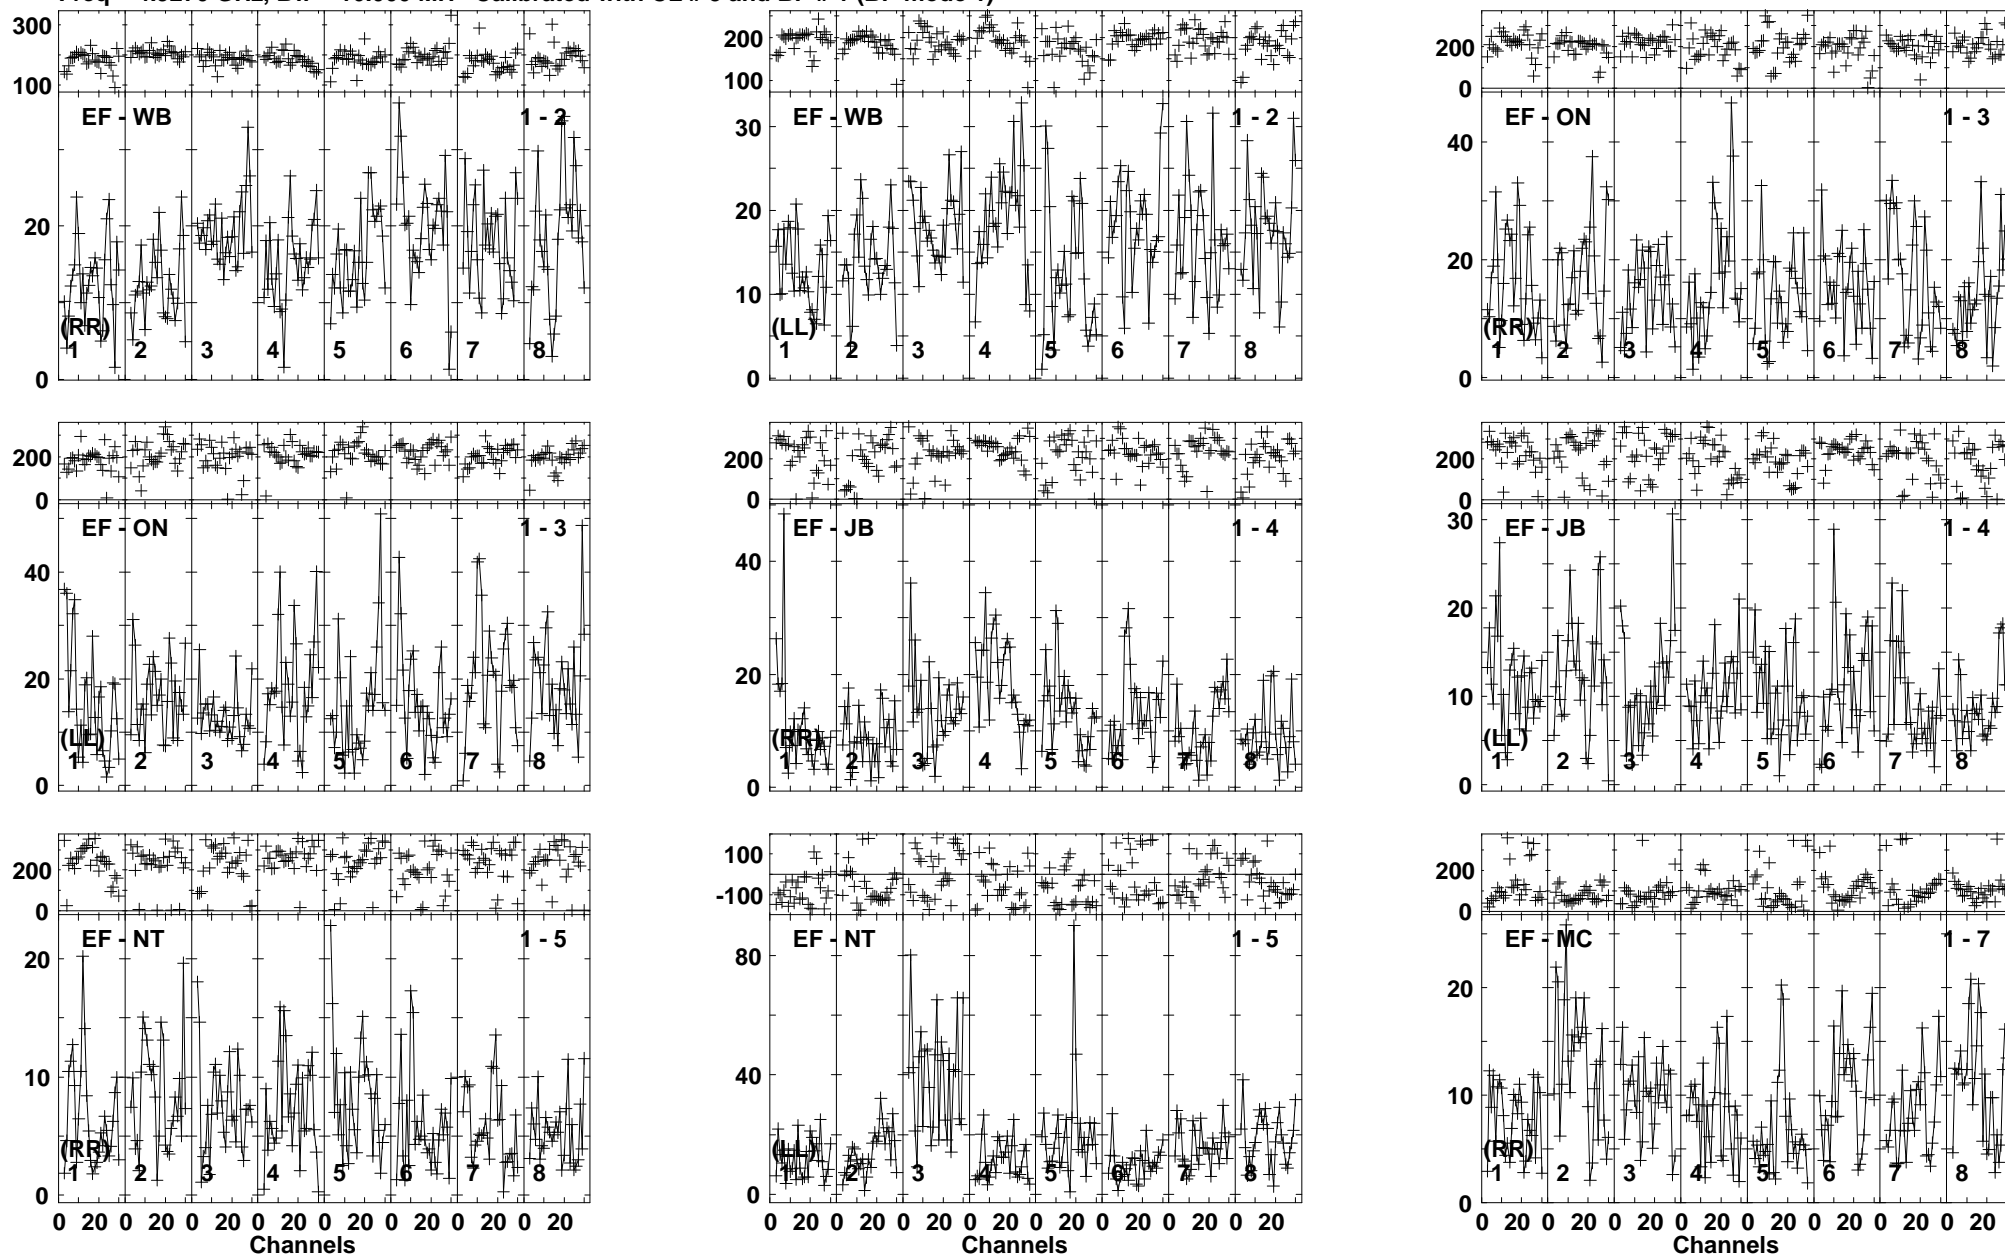 300 100 200 100 200 0
EF - WB 1 - 2 EF - WB 1 - 2 EF - ON 1 - 3
20 0 30 20 10 0 40 20 0
(RR) (LL) (RR)
1 2 3 4 5 6 7 8 1 2 3 4 5 6 7 8 1 2 3 4 5 6 7 8
200 0 200 0 200 0
EF - ON 1 - 3 EF - JB 1 - 4 EF - JB 1 - 4
40 20 0 40 20 0 30 20 10 0
(LL) (RR) (LL)
1 2 3 4 5 6 7 8 1 2 3 4 5 6 7 8 1 2 3 4 5 6 7 8
200 0 100 -100 200 0
EF - NT 1 - 5 EF - NT 1 - 5 EF - MC 1 - 7
20 10 0 80 40 0 20 10 0
(RR) (LL) (RR)
1 2 3 4 5 6 7 8 1 2 3 4 5 6 7 8 1 2 3 4 5 6 7 8
0 20 0 20 0 20 0 20 0 20 0 20 0 20 0 20 0 20 0 20 0 20 0 20 0 20 0 20 0 20 0 20 0 20 0 20 0 20 0 20 0 20 0 20 0 20 0 20
Channels Channels Channels